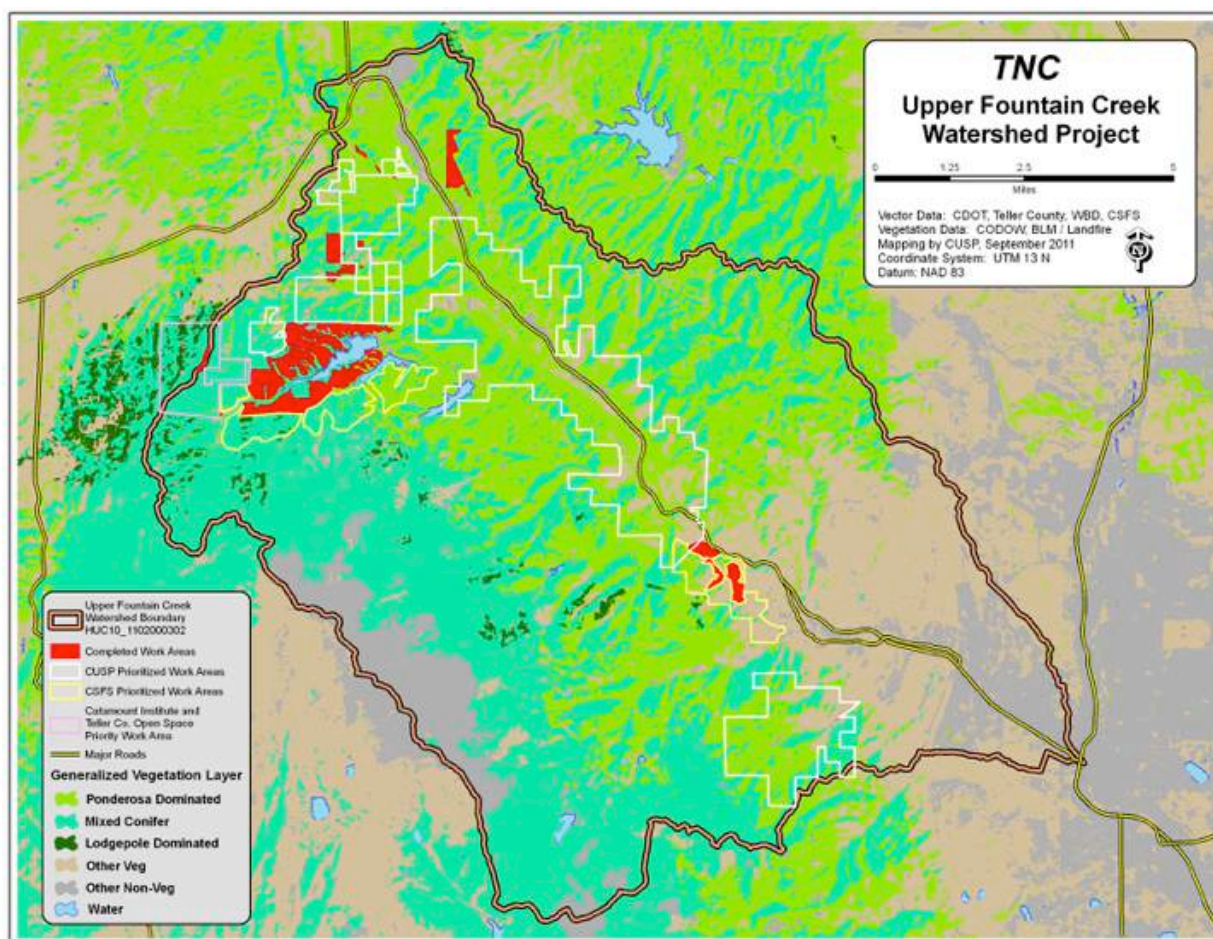 TNC
Upper Fountain Creek
Watershed Project
0 1.25 2.5 5
Miles
Vector Data: CDOT, Teller County, WBD, CSFS
Vegetation Data: CODOW, BLM / Landfire
Mapping by CUSP, September 2011
Coordinate System: UTM 13 N
Datum: NAD 83
N
Upper Fountain Creek
Watershed Boundary
HUC10_1102000302
Completed Work Areas
CUSP Prioritized Work Areas
CSFS Prioritized Work Areas
Catamount Institute and
Teller Co. Open Space
Priority Work Area
Major Roads
Generalized Vegetation Layer
Ponderosa Dominated
Mixed Conifer
Lodgepole Dominated
Other Veg
Other Non-Veg
Water